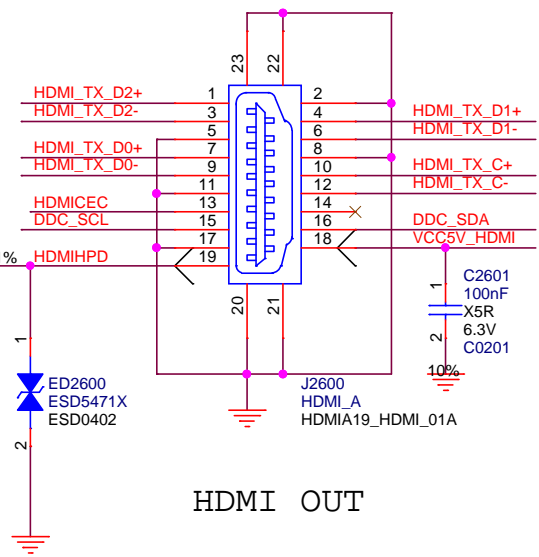 23
22
HDMI_TX_D2+
1
2
HDMI_TX_D2-
3
4
HDMI_TX_D1+
5
6
HDMI_TX_D1-
HDMI_TX_D0+
7
8
HDMI_TX_D0-
9
10
HDMI_TX_C+
11
12
HDMI_TX_C-
HDMICEC
13
14
DDC_SCL
15
16
DDC_SDA
17
18
VCC5V_HDMI
1%
HDMIHPD
19
20
21
1
C2601
100nF
X5R
6.3V
C0201
2
10%
1
ED2600
ESD5471X
ESD0402
2
J2600
HDMI_A
HDMIA19_HDMI_01A
HDMI OUT